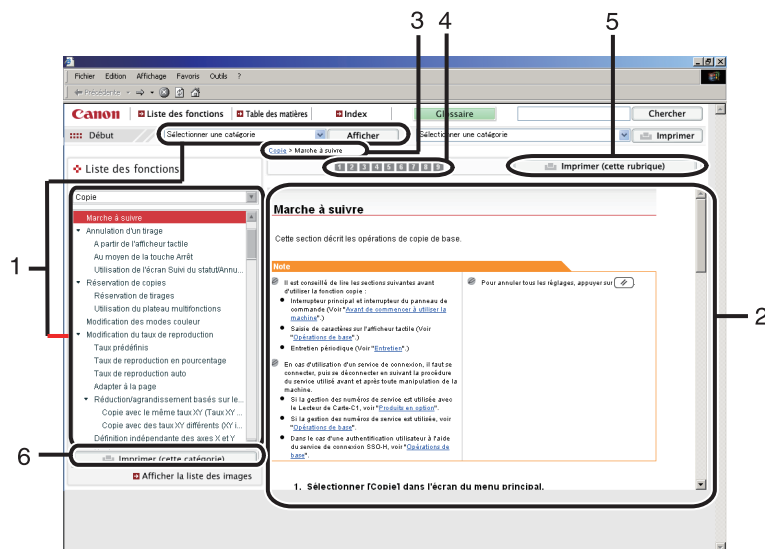 3 4 5
Fichier Edition Affichage Favoris Outils ?
Précédente
Canon Liste des fonctions Table des matières Index Glossaire Chercher
Début Sélectionner une catégorie Afficher Sélectionner une catégorie Imprimer
Copie > Marche à suivre
Liste des fonctions
1 2 3 4 5 6 7 8 9
Imprimer (cette rubrique)
Copie
Marche à suivre
Annulation d'un tirage
A partir de l'afficheur tactile
Au moyen de la touche Arrêt
Utilisation de l'écran Suivi du statut/Annu...
Réservation de copies
Réservation de tirages
Utilisation du plateau multifonctions
Modification des modes couleur
Modification du taux de reproduction
Taux prédéfinis
Taux de reproduction en pourcentage
Taux de reproduction auto
Adapter à la page
Réduction/agrandissement basés sur le...
Copie avec le même taux XY (Taux XY ...
Copie avec des taux XY différents (XY i...
Définition indépendante des axes X et Y
Imprimer (cette catégorie)
Afficher la liste des images
1
6
Marche à suivre
Cette section décrit les opérations de copie de base.
Note
Il est conseillé de lire les sections suivantes avant
d'utiliser la fonction copie :
Interrupteur principal et interrupteur du panneau de
commande (Voir "Avant de commencer à utiliser la
machine".)
Saisie de caractères sur l'afficheur tactile (Voir
"Opérations de base".)
Entretien périodique (Voir "Entretien".)
En cas d'utilisation d'un service de connexion, il faut se
connecter, puis se déconnecter en suivant la procédure
du service utilisé avant et après toute manipulation de la
machine.
Si la gestion des numéros de service est utilisée avec
le Lecteur de Carte-C1, voir "Produits en option".
Si la gestion des numéros de service est utilisée, voir
"Opérations de base".
Dans le cas d'une authentification utilisateur à l'aide
du service de connexion SSO-H, voir "Opérations de
base".
Pour annuler tous les réglages, appuyer sur
1. Sélectionner [Copie] dans l'écran du menu principal.
2